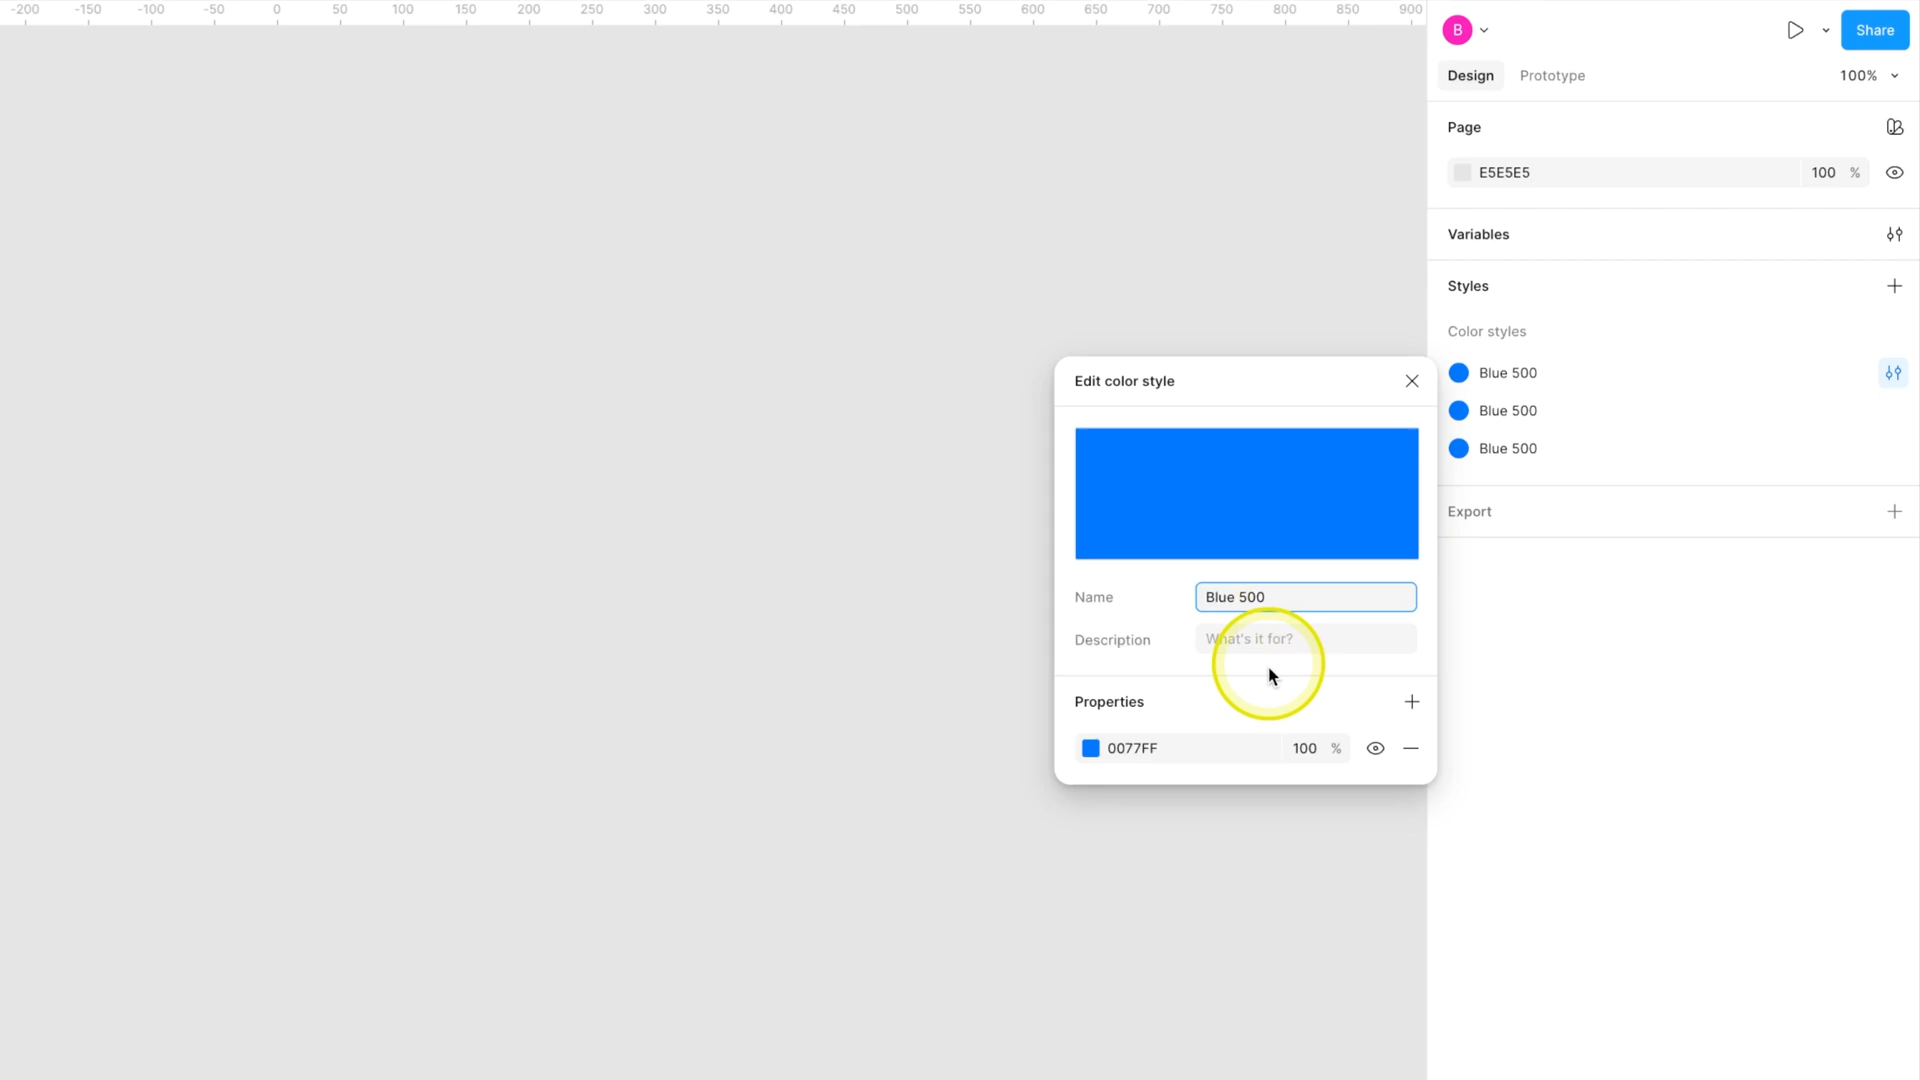 -200 -150 -100 -50 0 50 100 150 200 250 300 350 400 450 500 550 600 650 700 750 800 850 900
B
Share
Design Prototype 100%
Page
E5E5E5 100 %
Variables
Styles
Color styles
Blue 500
Blue 500
Blue 500
Export
Edit color style
Name Blue 500
Description What's it for?
Properties
0077FF 100 %